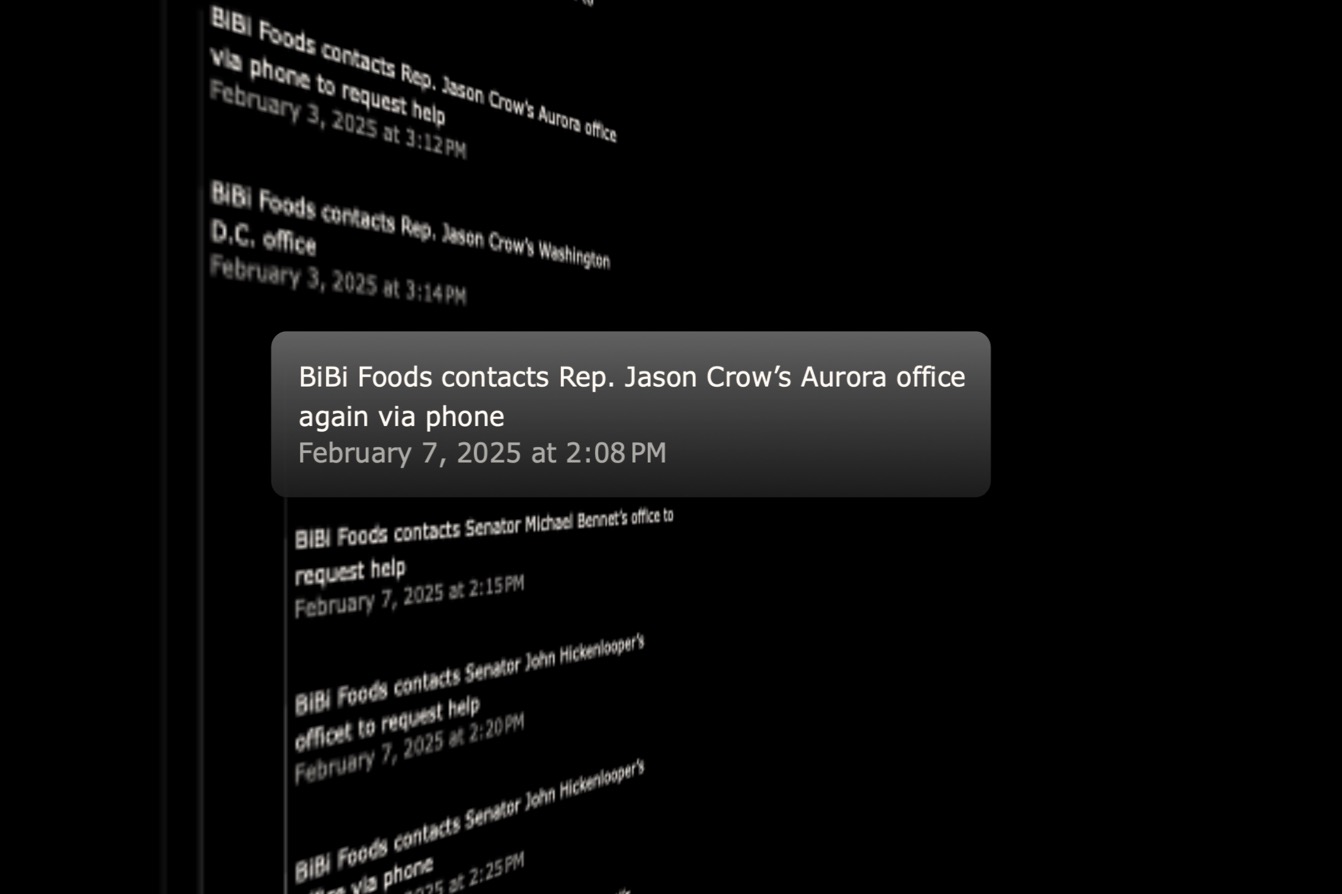 BiBi Foods contacts Rep. Jason Crow's Aurora office
via phone to request help
February 3, 2025 at 3:12 PM
BiBi Foods contacts Rep. Jason Crow's Washington
D.C. office
February 3, 2025 at 3:14 PM
BiBi Foods contacts Rep. Jason Crow's Aurora office
again via phone
February 7, 2025 at 2:08 PM
BiBi Foods contacts Senator Michael Bennet's office to
request help
February 7, 2025 at 2:15 PM
BiBi Foods contacts Senator John Hickenlooper's
officet to request help
February 7, 2025 at 2:20 PM
BiBi Foods contacts Senator John Hickenlooper's
via phone
at 2:25 PM